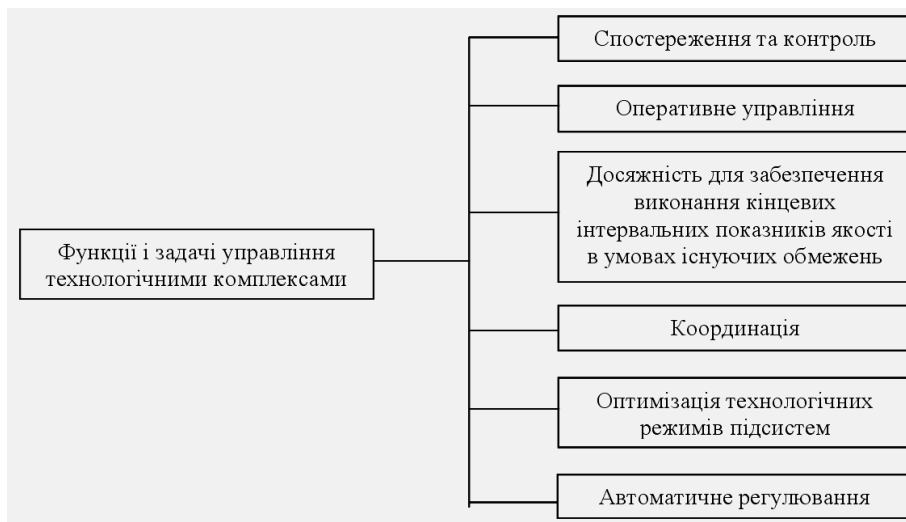 Спостереження та контроль
Оперативне управління
Досяжність для забезпечення
виконання кінцевих
інтервальних показників якості
в умовах існуючих обмежень
Функції і задачі управління
технологічними комплексами
Координація
Оптимізація технологічних
режимів підсистем
Автоматичне регулювання